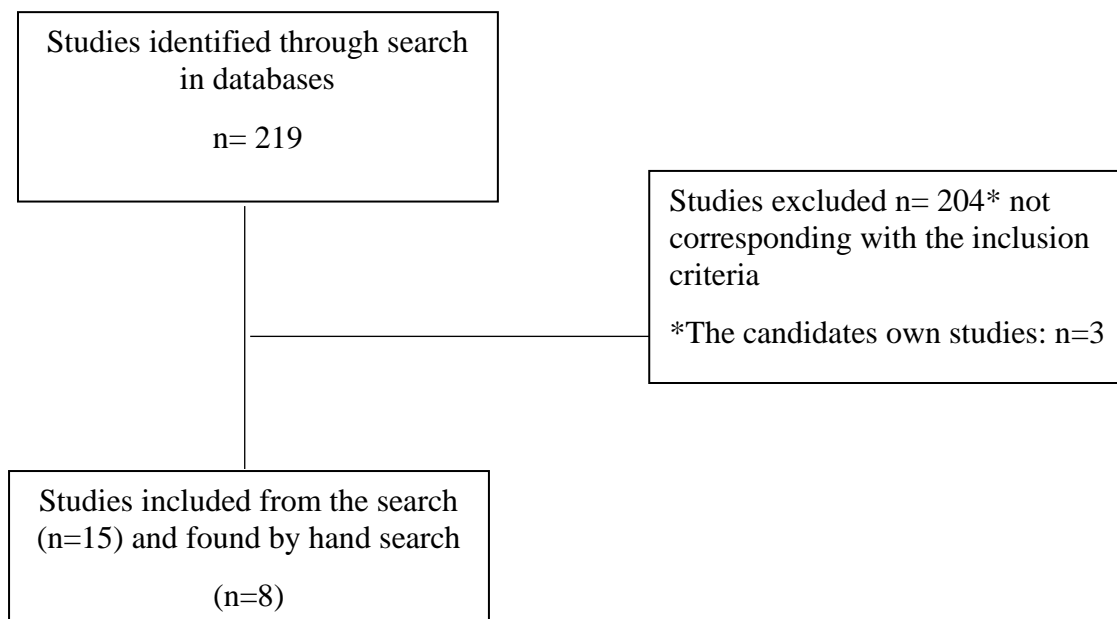 Studies identified through search
in databases
n= 219
Studies excluded n= 204* not
corresponding with the inclusion
criteria
*The candidates own studies: n=3
Studies included from the search
(n=15) and found by hand search
(n=8)